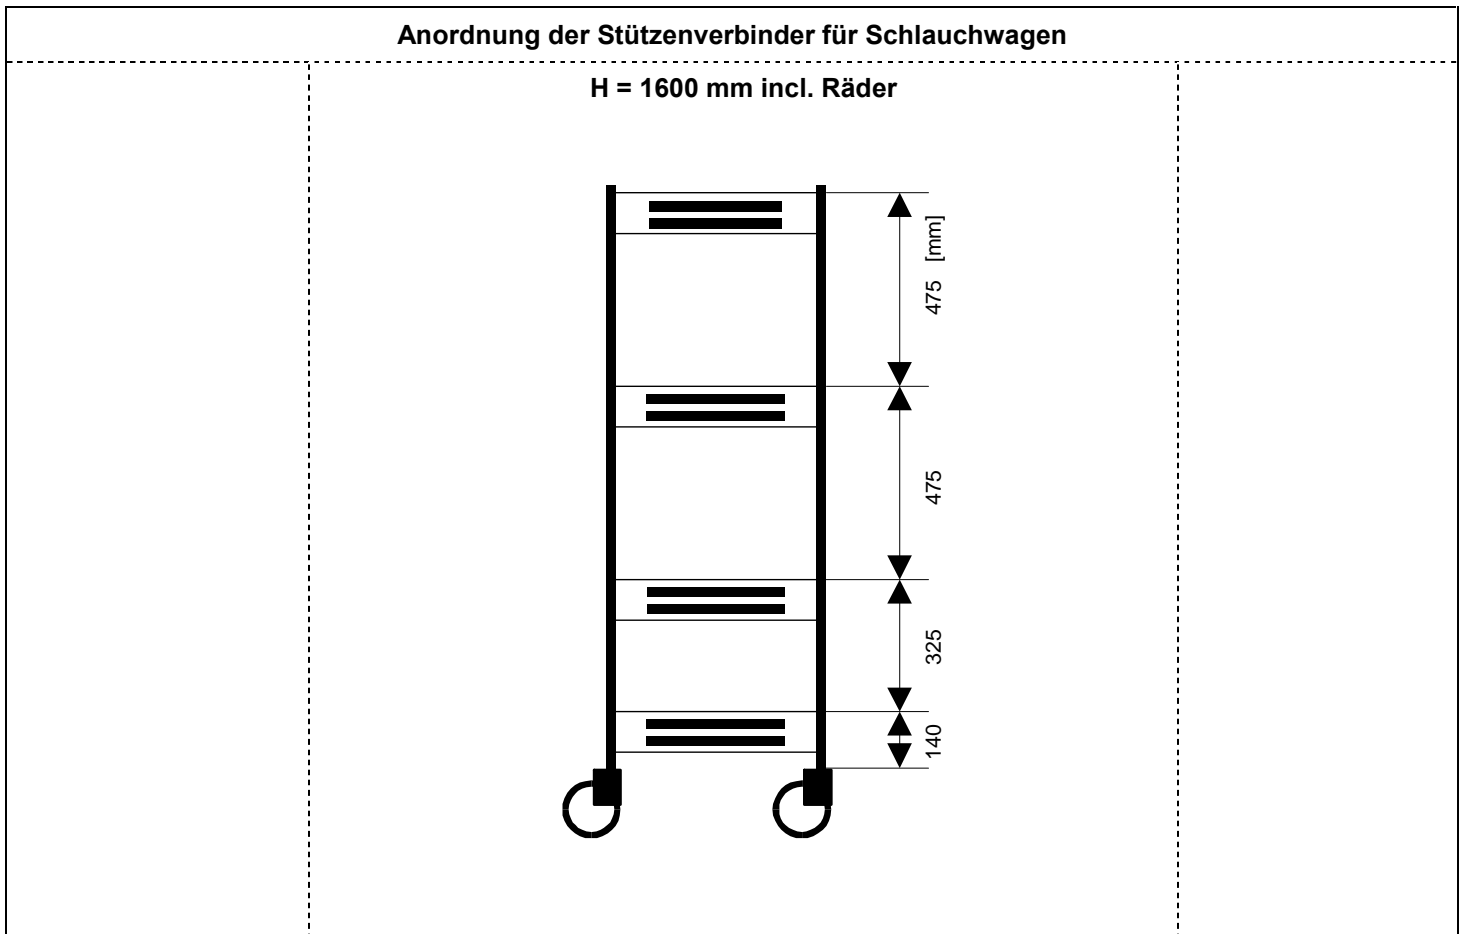 Anordnung der Stützenverbinder für Schlauchwagen
H = 1600 mm incl. Räder
475 [mm]
475
325
140